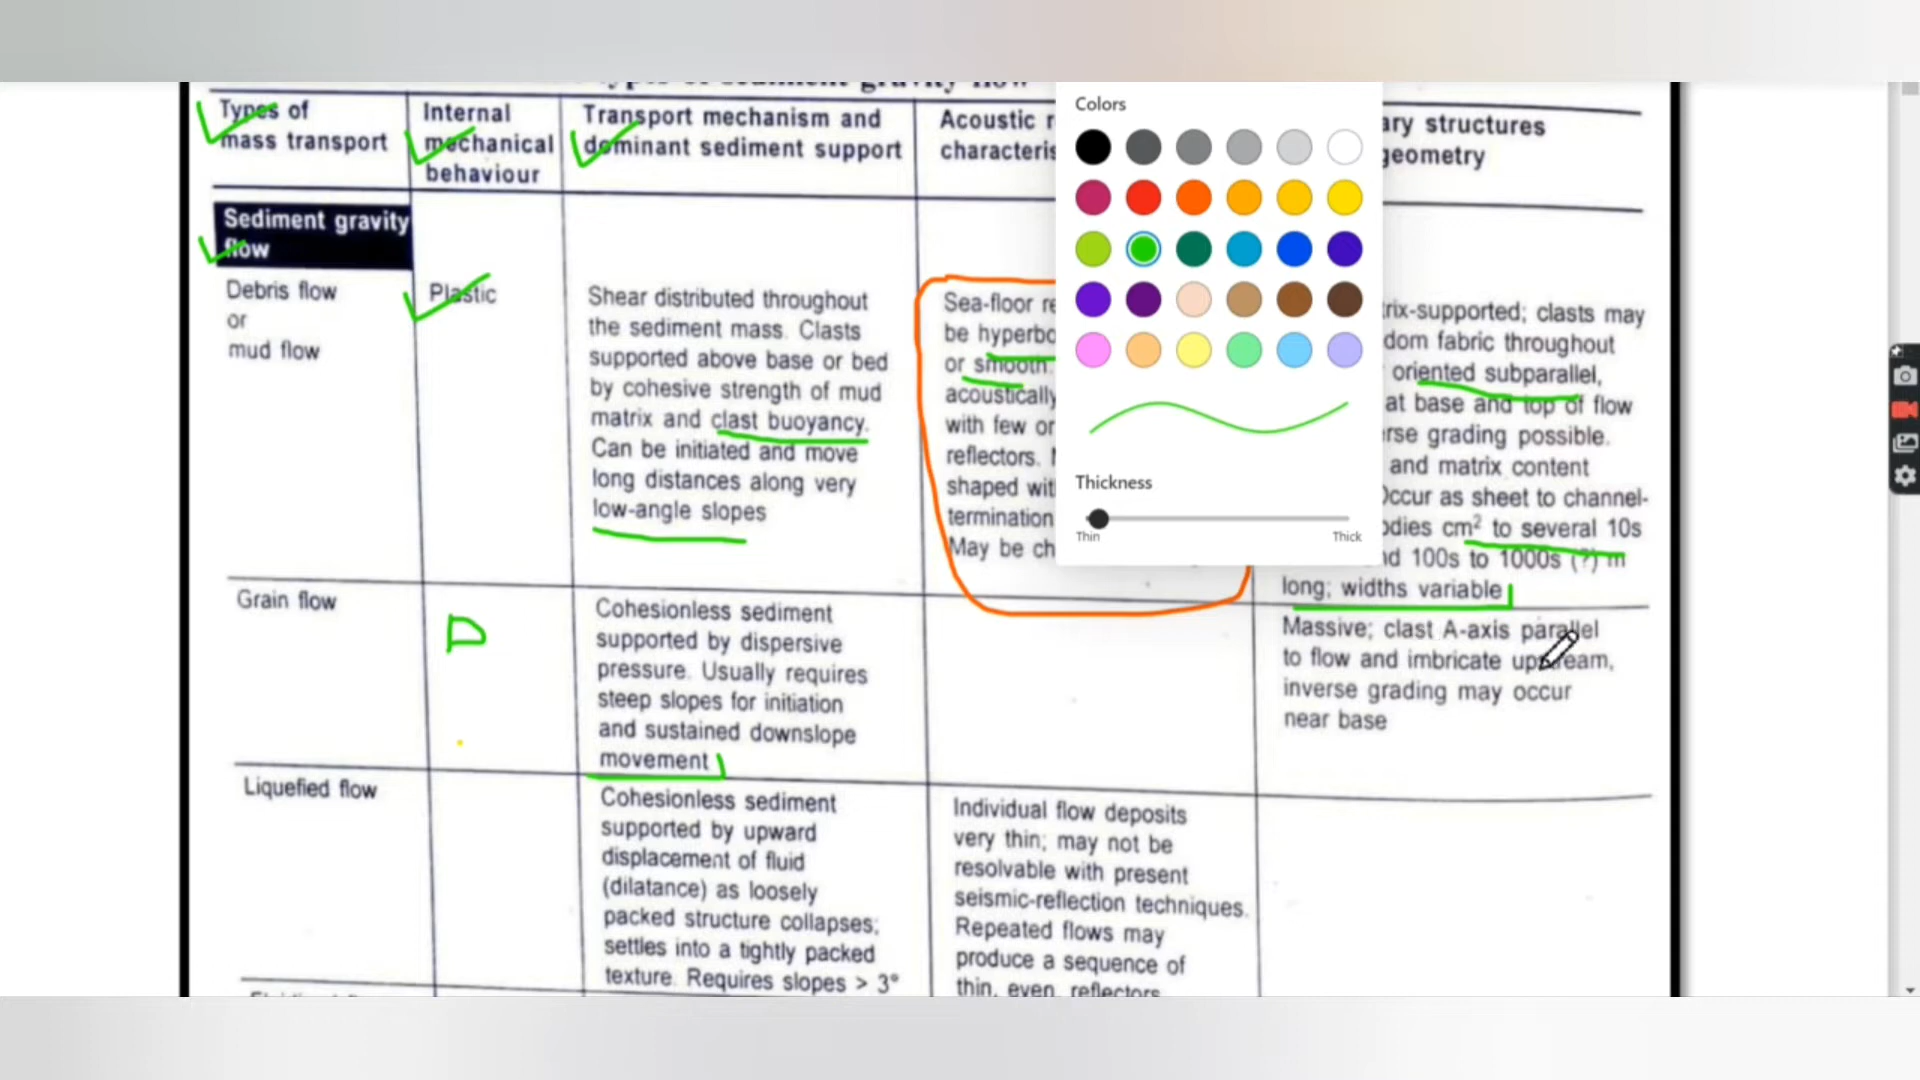 Types of
mass transport
Internal
mechanical
behaviour
Transport mechanism and
dominant sediment support
Acoustic
ary structures
geometry
Sediment gravity
flow
Debris flow
or
mud flow
Plastic
Shear distributed throughout
the sediment mass. Clasts
supported above base or bed
by cohesive strength of mud
matrix and clast buoyancy.
Can be initiated and move
long distances along very
low-angle slopes
Sea-floor re
be hyperbo
or smooth
acoustically
with few or
reflectors.
shaped wit
termination
May be ch
rix-supported; clasts may
dom fabric throughout
oriented subparallel,
at base and top of flow
rse grading possible.
and matrix content
Occur as sheet to channel-
odies cm² to several 10s
nd 100s to 1000s (?) m
long; widths variable
Grain flow
P
Cohesionless sediment
supported by dispersive
pressure. Usually requires
steep slopes for initiation
and sustained downslope
movement
Massive; clast A-axis parallel
to flow and imbricate upstream,
inverse grading may occur
near base
Liquefied flow
Cohesionless sediment
supported by upward
displacement of fluid
(dilatance) as loosely
packed structure collapses;
settles into a tightly packed
texture. Requires slopes > 3°
Individual flow deposits
very thin; may not be
resolvable with present
seismic-reflection techniques.
Repeated flows may
produce a sequence of
thin, even, reflectors
Colors
Thickness
Thin
Thick